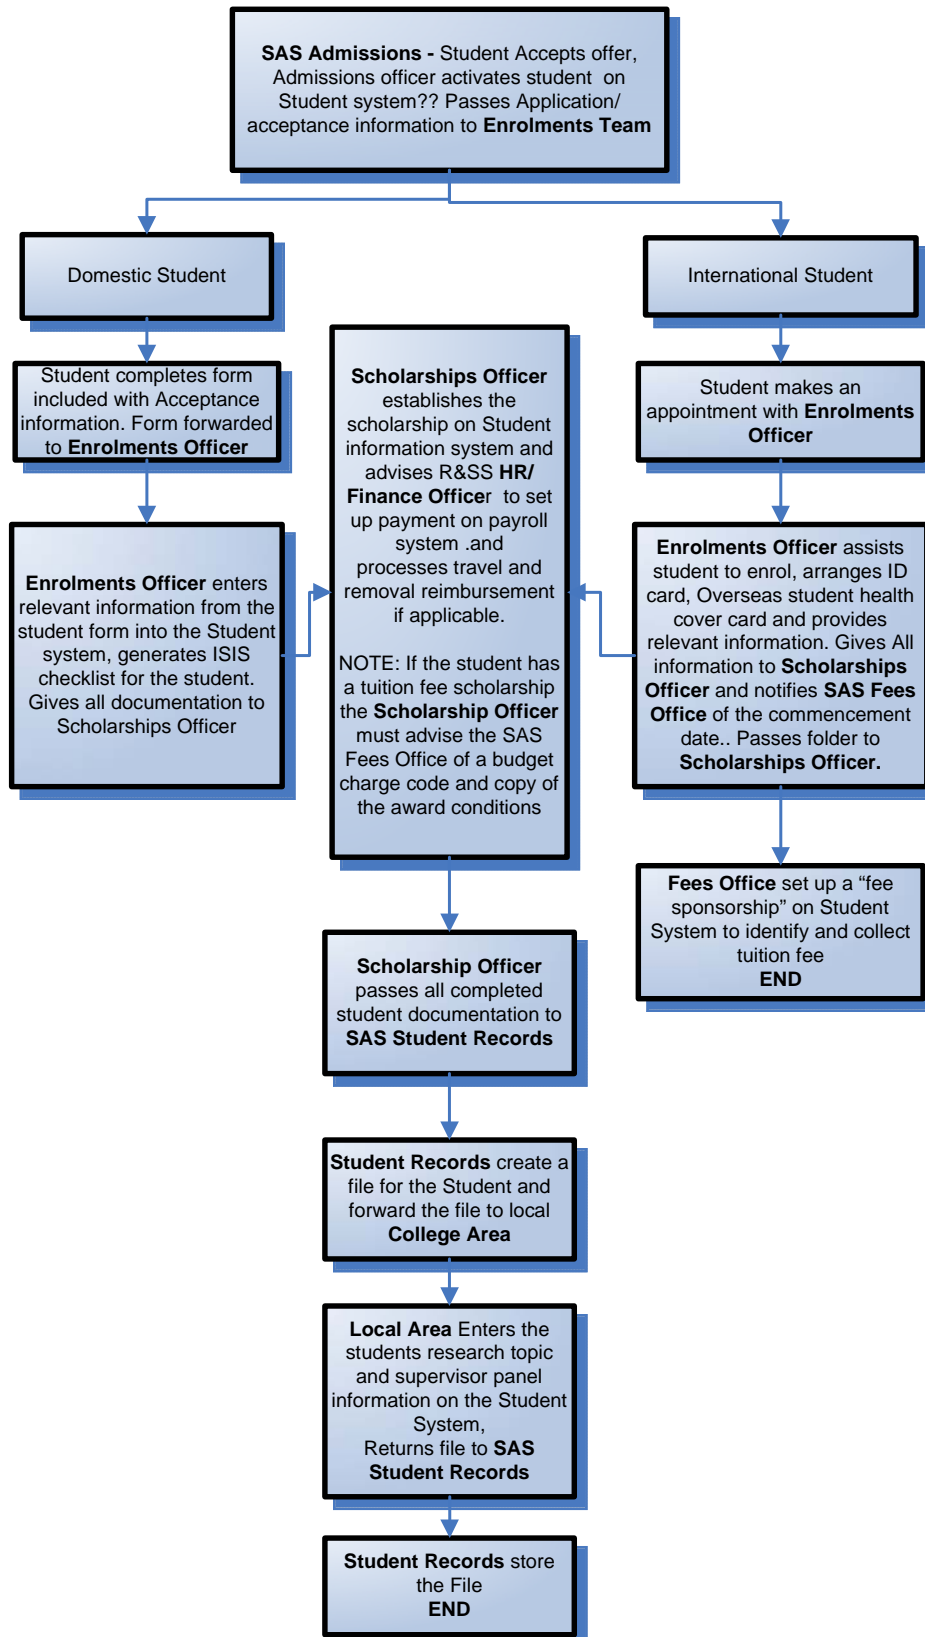 SAS Admissions - Student Accepts offer,
Admissions officer activates student on
Student system?? Passes Application/
acceptance information to Enrolments Team
Domestic Student
International Student
Student completes form
included with Acceptance
information. Form forwarded
to Enrolments Officer
Student makes an
appointment with Enrolments
Officer
Enrolments Officer enters
relevant information from the
student form into the Student
system, generates ISIS
checklist for the student.
Gives all documentation to
Scholarships Officer
Scholarships Officer
establishes the
scholarship on Student
information system and
advises R&SS HR/
Finance Officer to set
up payment on payroll
system .and
processes travel and
removal reimbursement
if applicable.
NOTE: If the student has
a tuition fee scholarship
the Scholarship Officer
must advise the SAS
Fees Office of a budget
charge code and copy of
the award conditions
Enrolments Officer assists
student to enrol, arranges ID
card, Overseas student health
cover card and provides
relevant information. Gives All
information to Scholarships
Officer and notifies SAS Fees
Office of the commencement
date.. Passes folder to
Scholarships Officer.
Fees Office set up a “fee
sponsorship” on Student
System to identify and collect
tuition fee
END
Scholarship Officer
passes all completed
student documentation to
SAS Student Records
Student Records create a
file for the Student and
forward the file to local
College Area
Local Area Enters the
students research topic
and supervisor panel
information on the Student
System,
Returns file to SAS
Student Records
Student Records store
the File
END